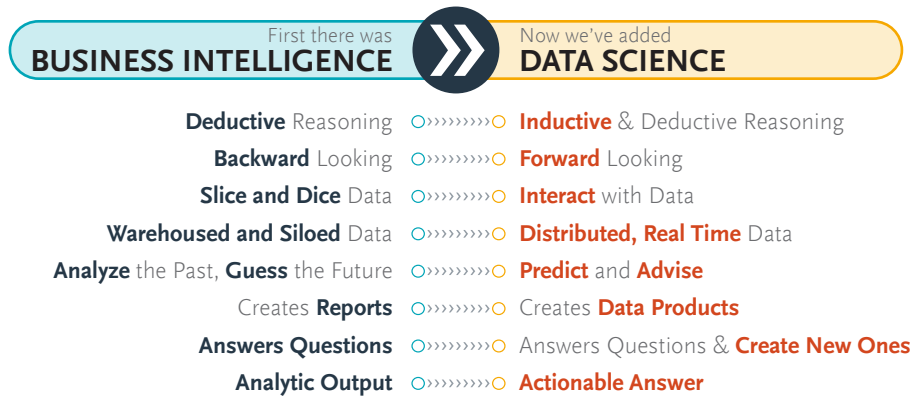 First there was
BUSINESS INTELLIGENCE
Now we've added
DATA SCIENCE
Deductive Reasoning
Inductive & Deductive Reasoning
Backward Looking
Forward Looking
Slice and Dice Data
Interact with Data
Warehoused and Siloed Data
Distributed, Real Time Data
Analyze the Past, Guess the Future
Predict and Advise
Creates Reports
Creates Data Products
Answers Questions
Answers Questions & Create New Ones
Analytic Output
Actionable Answer